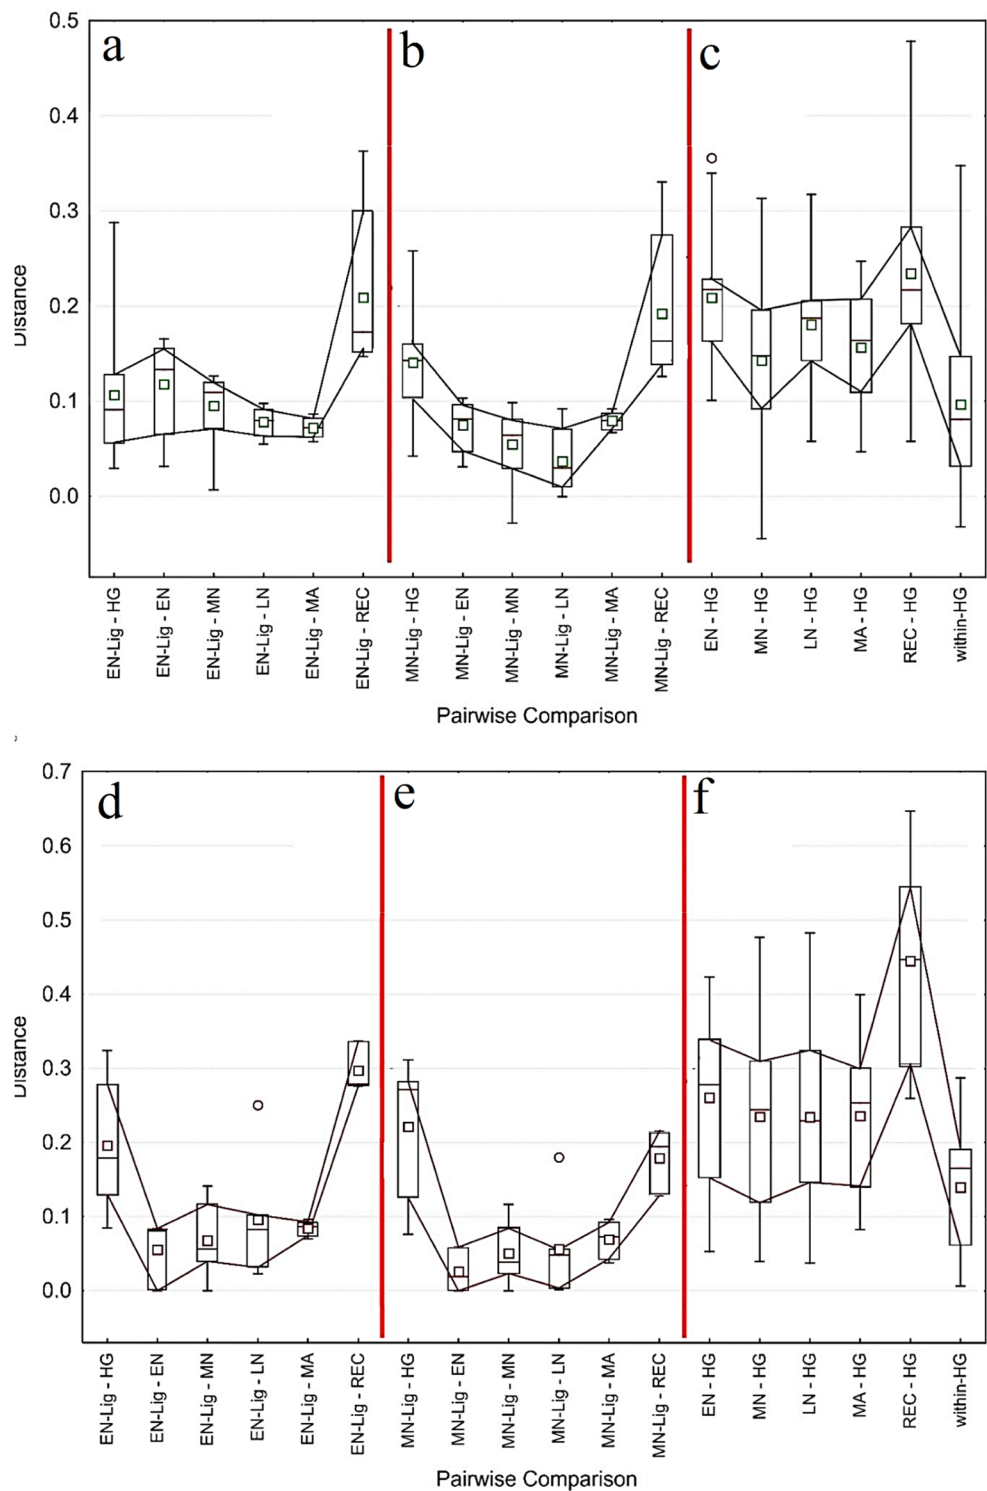 a
b
c
0.5
0.4
0.3
0.2
0.1
0.0
Distance
EN-Lig - HG
EN-Lig - EN
EN-Lig - MN
EN-Lig - LN
EN-Lig - MA
EN-Lig - REC
MN-Lig - HG
MN-Lig - EN
MN-Lig - MN
MN-Lig - LN
MN-Lig - MA
MN-Lig - REC
EN - HG
MN - HG
LN - HG
MA - HG
REC - HG
within-HG
Pairwise Comparison
d
e
f
0.7
0.6
0.5
0.4
0.3
0.2
0.1
0.0
Distance
EN-Lig - HG
EN-Lig - EN
EN-Lig - MN
EN-Lig - LN
EN-Lig - MA
EN-Lig - REC
MN-Lig - HG
MN-Lig - EN
MN-Lig - MN
MN-Lig - LN
MN-Lig - MA
MN-Lig - REC
EN - HG
MN - HG
LN - HG
MA - HG
REC - HG
within-HG
Pairwise Comparison